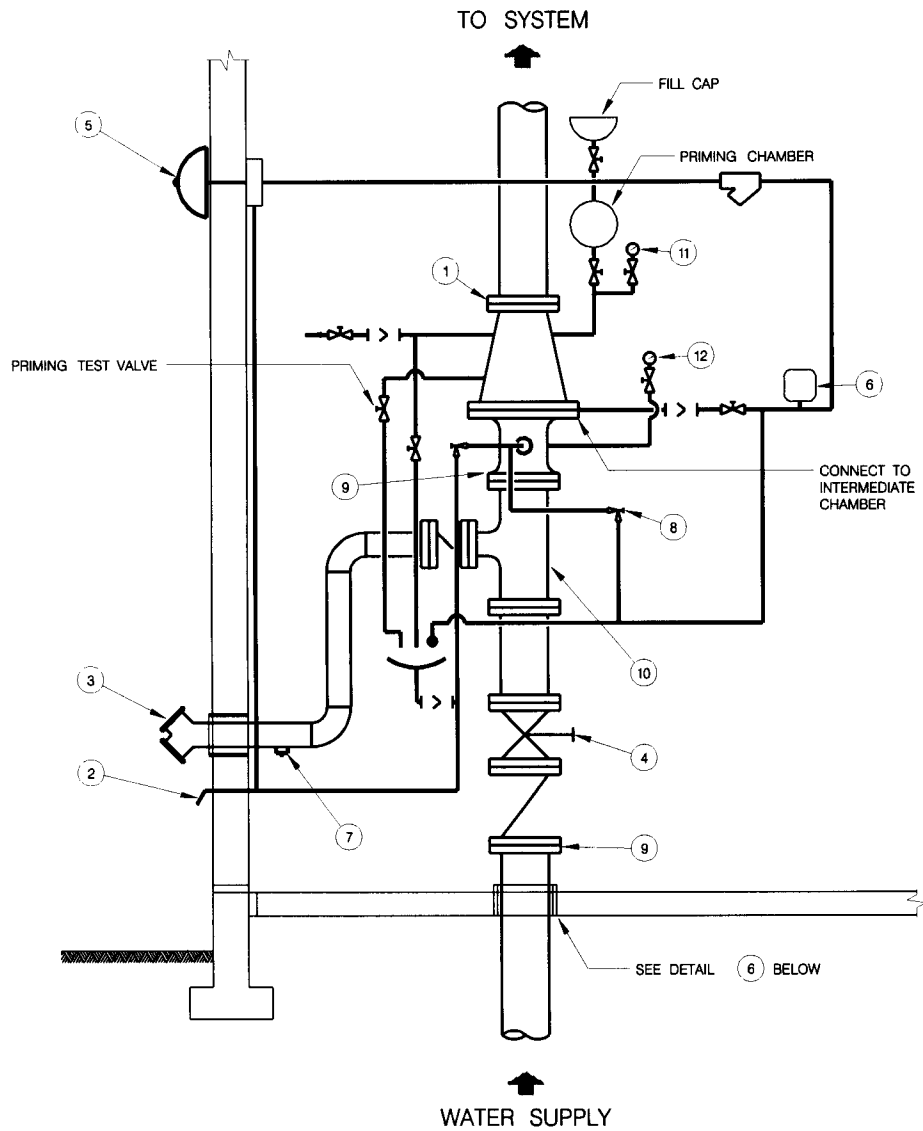 TO SYSTEM
FILL CAP
5
PRIMING CHAMBER
11
1
12
PRIMING TEST VALVE
6
9
CONNECT TO
INTERMEDIATE
CHAMBER
8
10
3
4
2
7
9
SEE DETAIL 6 BELOW
WATER SUPPLY